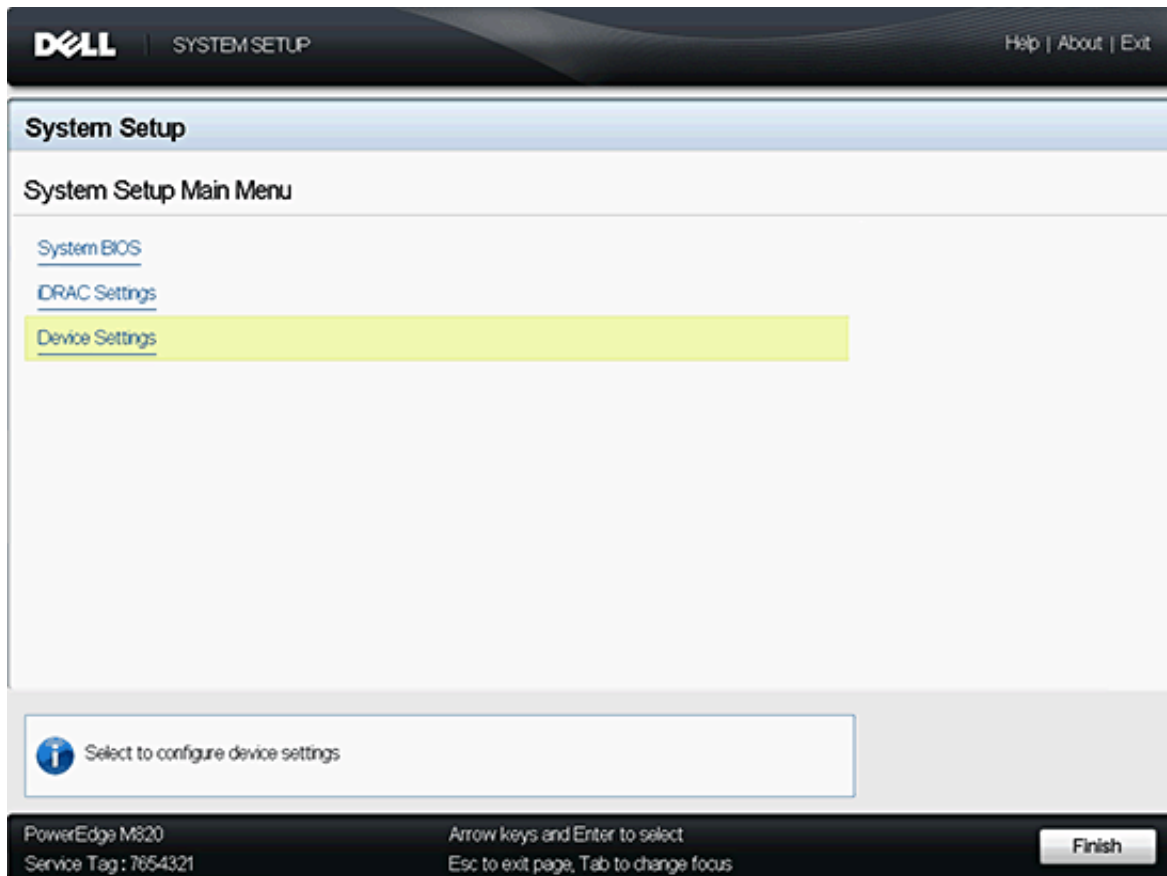 DELL SYSTEM SETUP Help | About | Exit
System Setup
System Setup Main Menu
System BIOS
iDRAC Settings
Device Settings
Select to configure device settings
PowerEdge M820 Arrow keys and Enter to select
Service Tag : 7654321 Esc to exit page, Tab to change focus
Finish